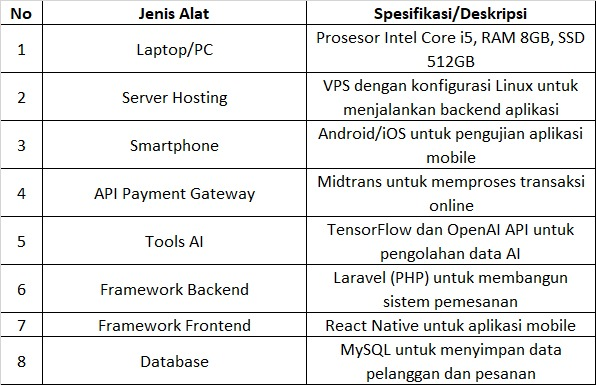 No Jenis Alat Spesifikasi/Deskripsi
1 Laptop/PC Prosesor Intel Core i5, RAM 8GB, SSD
512GB
2 Server Hosting VPS dengan konfigurasi Linux untuk
menjalankan backend aplikasi
3 Smartphone Android/iOS untuk pengujian aplikasi
mobile
4 API Payment Gateway Midtrans untuk memproses transaksi
online
5 Tools AI TensorFlow dan OpenAI API untuk
pengolahan data AI
6 Framework Backend Laravel (PHP) untuk membangun
sistem pemesanan
7 Framework Frontend React Native untuk aplikasi mobile
8 Database MySQL untuk menyimpan data
pelanggan dan pesanan